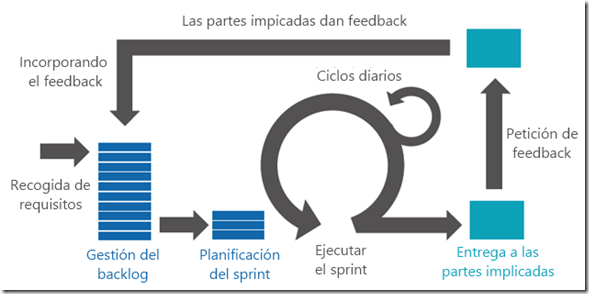 Las partes impicadas dan feedback
Incorporando
el feedback
Ciclos diarios
Petición de
feedback
Recogida de
requisitos
Gestión del
backlog
Planificación
del sprint
Ejecutar
el sprint
Entrega a las
partes implicadas